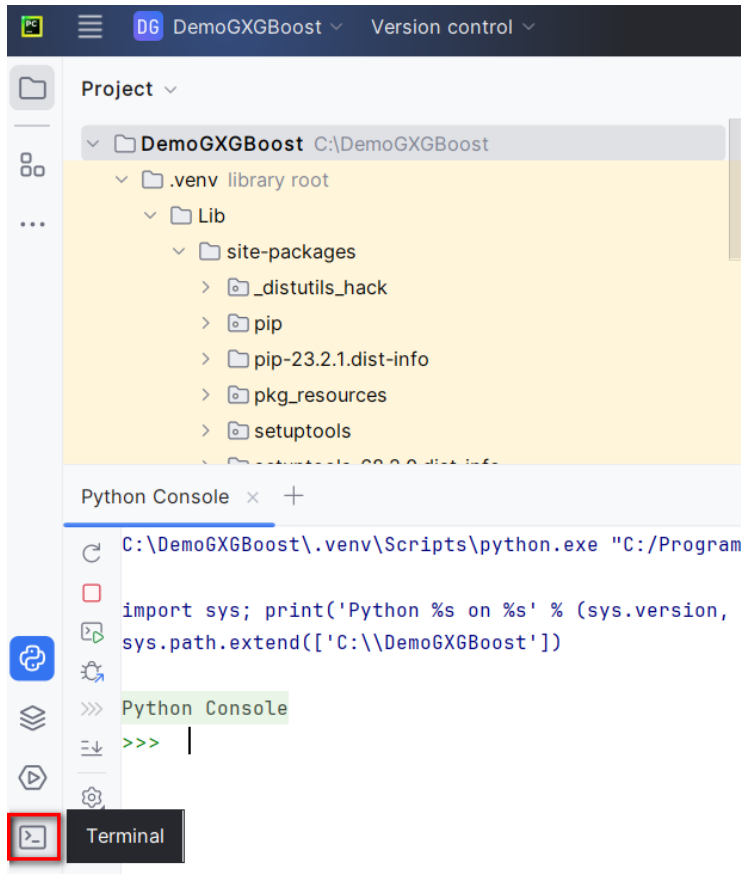 PC
DG DemoGXGBoost Version control
Project
DemoGXGBoost C:\DemoGXGBoost
.venv library root
Lib
site-packages
_distutils_hack
pip
pip-23.2.1.dist-info
pkg_resources
setuptools
Python Console × +
C:\DemoGXGBoost\.venv\Scripts\python.exe "C:/Program
import sys; print('Python %s on %s' % (sys.version,
sys.path.extend(['C:\\DemoGXGBoost'])
Python Console
>>>
Terminal